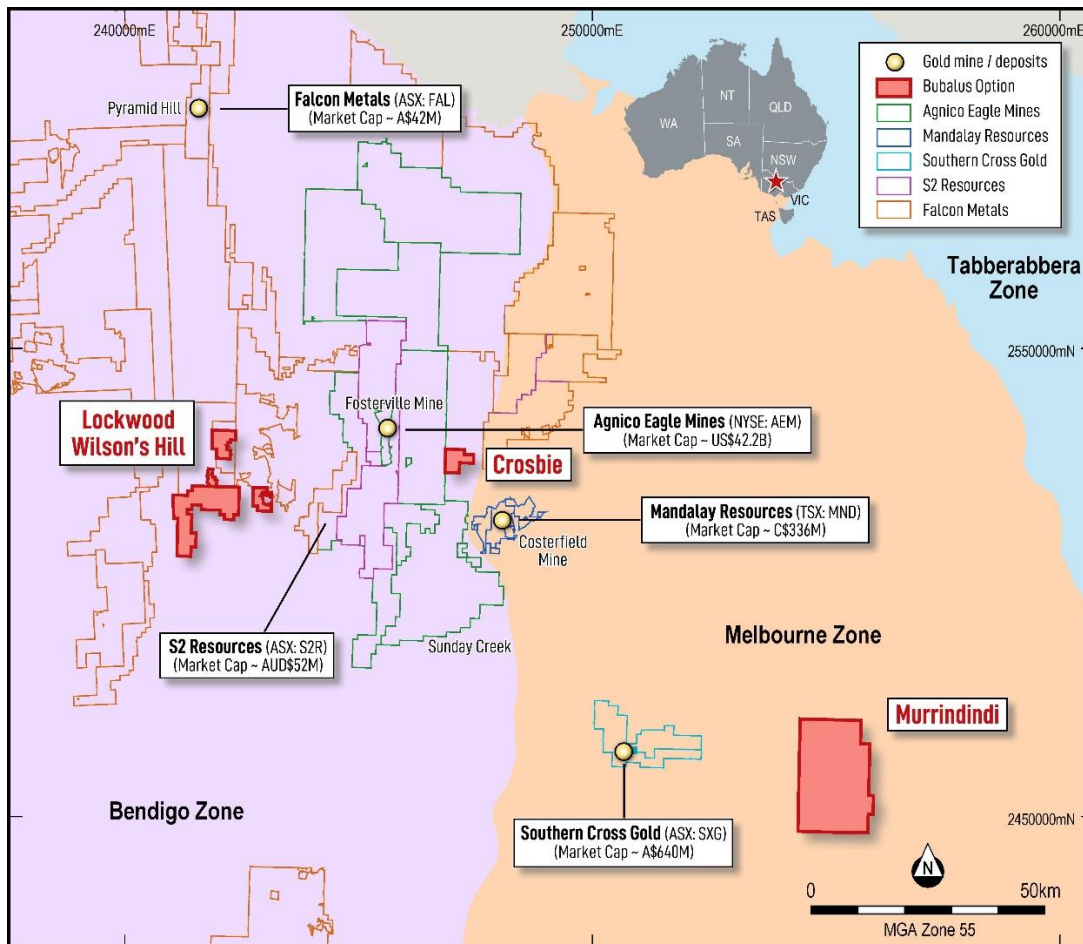 240000mE
250000mE
260000mE
Pyramid Hill
Falcon Metals (ASX: FAL)
(Market Cap ~ A$42M)
WA
NT
SA
QLD
NSW
VIC
TAS
Gold mine / deposits
Bubalus Option
Agnico Eagle Mines
Mandalay Resources
Southern Cross Gold
S2 Resources
Falcon Metals
Tabberabbera
Zone
2550000mN
Lockwood
Wilson's Hill
Fosterville Mine
Agnico Eagle Mines (NYSE: AEM)
(Market Cap ~ US$42.2B)
Crosbie
Mandalay Resources (TSX: MND)
(Market Cap ~ C$336M)
Costerfield
Mine
S2 Resources (ASX: S2R)
(Market Cap ~ AUD$52M)
Sunday Creek
Melbourne Zone
Murrindindi
Bendigo Zone
2450000mN
Southern Cross Gold (ASX: SXG)
(Market Cap ~ A$640M)
N
0
50km
MGA Zone 55